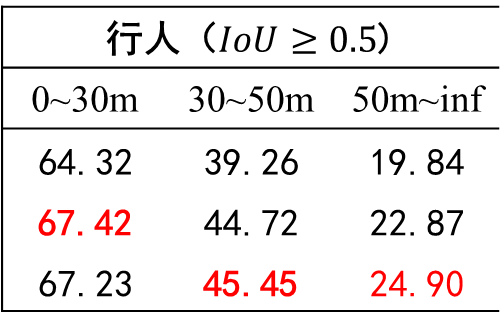 行人（IoU ≥ 0.5）
0~30m 30~50m 50m~inf
64.32 39.26 19.84
67.42 44.72 22.87
67.23 45.45 24.90